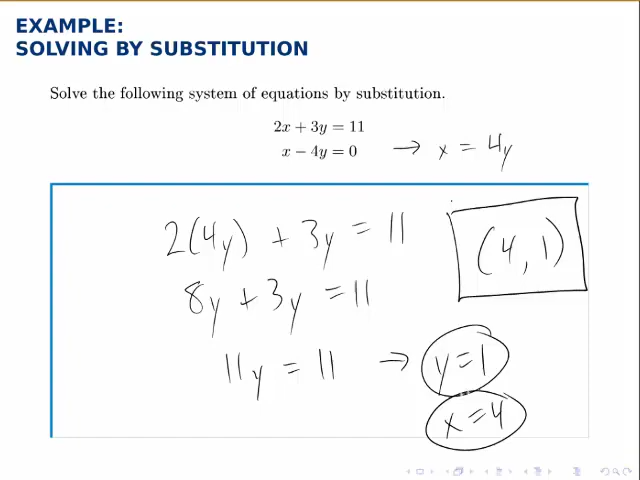 EXAMPLE:
SOLVING BY SUBSTITUTION
Solve the following system of equations by substitution.
2x + 3y = 11
x − 4y = 0 → x = 4y
2(4y) + 3y = 11
(4, 1)
8y + 3y = 11
11y = 11 → y = 1
x = 4